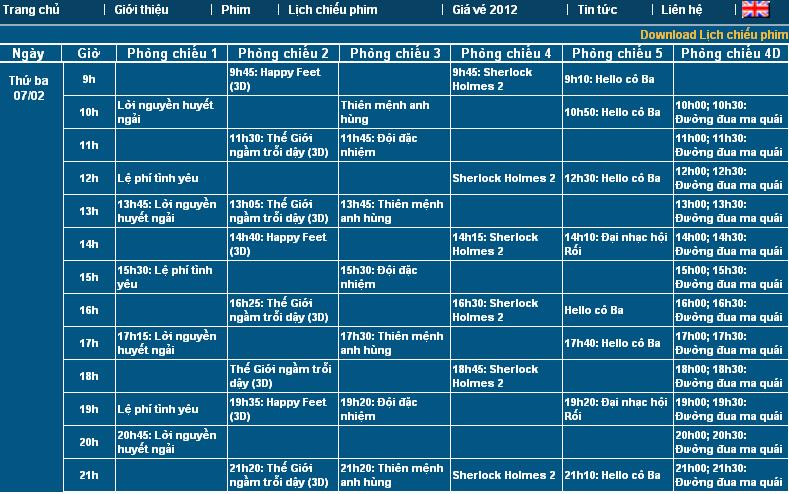 Trang chủ | Giới thiệu | Phim | Lịch chiếu phim | Giá vé 2012 | Tin tức | Liên hệ
Download Lịch chiếu phim
Ngày Giờ Phòng chiếu 1 Phòng chiếu 2 Phòng chiếu 3 Phòng chiếu 4 Phòng chiếu 5 Phòng chiếu 4D
Thứ ba
07/02
9h
9h45: Happy Feet
(3D)
9h45: Sherlock
Holmes 2
9h10: Hello cô Ba
10h
Lời nguyền huyết
ngải
Thiên mệnh anh
hùng
10h50: Hello cô Ba
10h00; 10h30:
Đường đua ma quái
11h
11h30: Thế Giới
ngầm trỗi dậy (3D)
11h45: Đội đặc
nhiệm
11h00; 11h30:
Đường đua ma quái
12h
Lệ phí tình yêu
Sherlock Holmes 2
12h30: Hello cô Ba
12h00; 12h30:
Đường đua ma quái
13h
13h45: Lời nguyền
huyết ngải
13h05: Thế Giới
ngầm trỗi dậy (3D)
13h45: Thiên mệnh
anh hùng
13h00; 13h30:
Đường đua ma quái
14h
14h40: Happy Feet
(3D)
14h15: Sherlock
Holmes 2
14h10: Đại nhạc hội
Rối
14h00; 14h30:
Đường đua ma quái
15h
15h30: Lệ phí tình
yêu
15h30: Đội đặc
nhiệm
15h00; 15h30:
Đường đua ma quái
16h
16h25: Thế Giới
ngầm trỗi dậy (3D)
16h30: Sherlock
Holmes 2
Hello cô Ba
16h00; 16h30:
Đường đua ma quái
17h
17h15: Lời nguyền
huyết ngải
17h30: Thiên mệnh
anh hùng
17h40: Hello cô Ba
17h00; 17h30:
Đường đua ma quái
18h
Thế Giới ngầm trỗi
dậy (3D)
18h45: Sherlock
Holmes 2
18h00; 18h30:
Đường đua ma quái
19h
Lệ phí tình yêu
19h35: Happy Feet
(3D)
19h20: Đội đặc
nhiệm
19h20: Đại nhạc hội
Rối
19h00; 19h30:
Đường đua ma quái
20h
20h45: Lời nguyền
huyết ngải
20h00; 20h30:
Đường đua ma quái
21h
21h20: Thế Giới
ngầm trỗi dậy (3D)
21h20: Thiên mệnh
anh hùng
Sherlock Holmes 2
21h10: Hello cô Ba
21h00; 21h30:
Đường đua ma quái